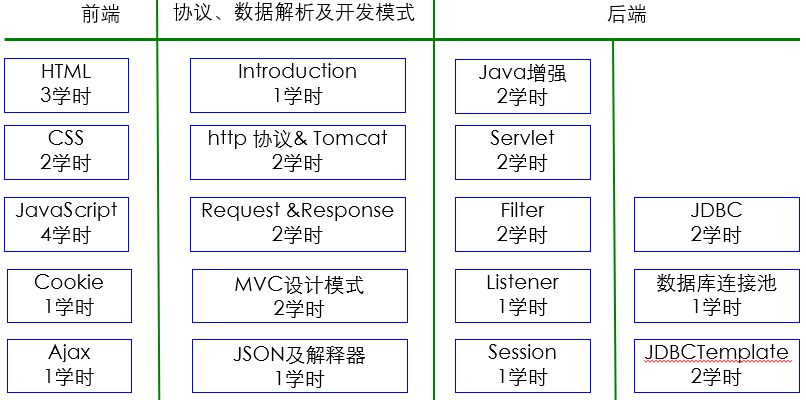 前端
协议、数据解析及开发模式
后端
HTML
3学时
Introduction
1学时
Java增强
2学时
CSS
2学时
http 协议& Tomcat
2学时
Servlet
2学时
JavaScript
4学时
Request &Response
2学时
Filter
2学时
JDBC
2学时
Cookie
1学时
MVC设计模式
2学时
Listener
1学时
数据库连接池
1学时
Ajax
1学时
JSON及解释器
1学时
Session
1学时
JDBCTemplate
2学时